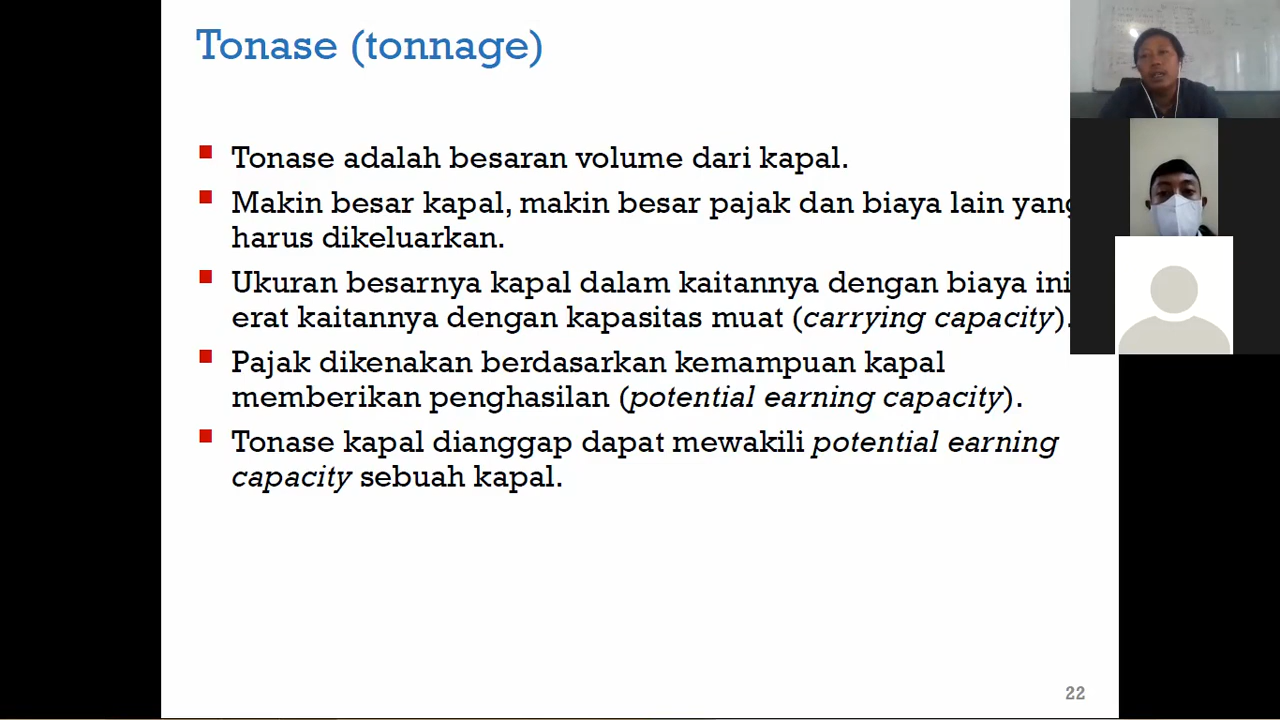 Tonase (tonnage)
Tonase adalah besaran volume dari kapal.
Makin besar kapal, makin besar pajak dan biaya lain yang
harus dikeluarkan.
Ukuran besarnya kapal dalam kaitannya dengan biaya ini
erat kaitannya dengan kapasitas muat (carrying capacity).
Pajak dikenakan berdasarkan kemampuan kapal
memberikan penghasilan (potential earning capacity).
Tonase kapal dianggap dapat mewakili potential earning
capacity sebuah kapal.
22